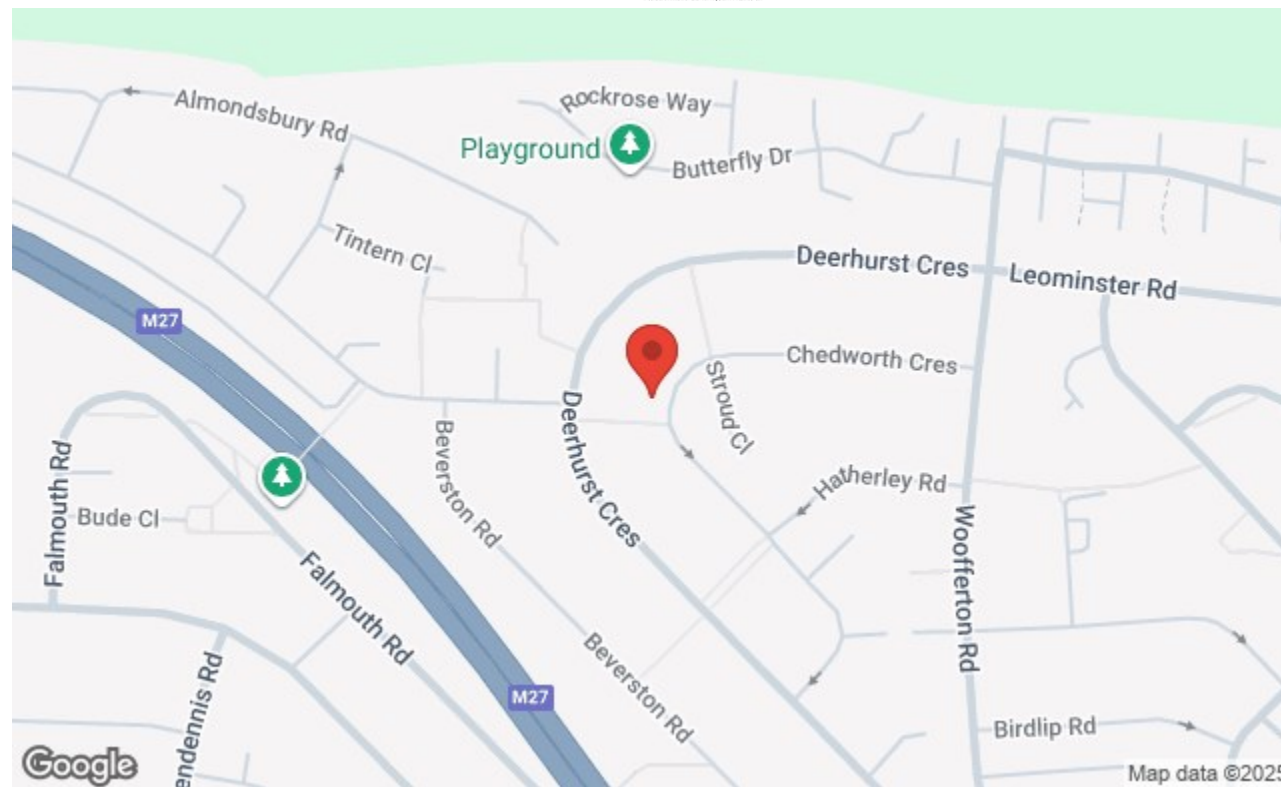 Rockrose Way
Almondsbury Rd
Playground
Butterfly Dr
Tintern Cl
Deerhurst Cres
Leominster Rd
M27
Chedworth Cres
Stroud Cl
Deerhurst Cres
Beverston Rd
Falmouth Rd
Hatherley Rd
Bude Cl
Woofferton Rd
Falmouth Rd
Beverston Rd
endennis Rd
M27
Birdlip Rd
Google
Map data ©2025